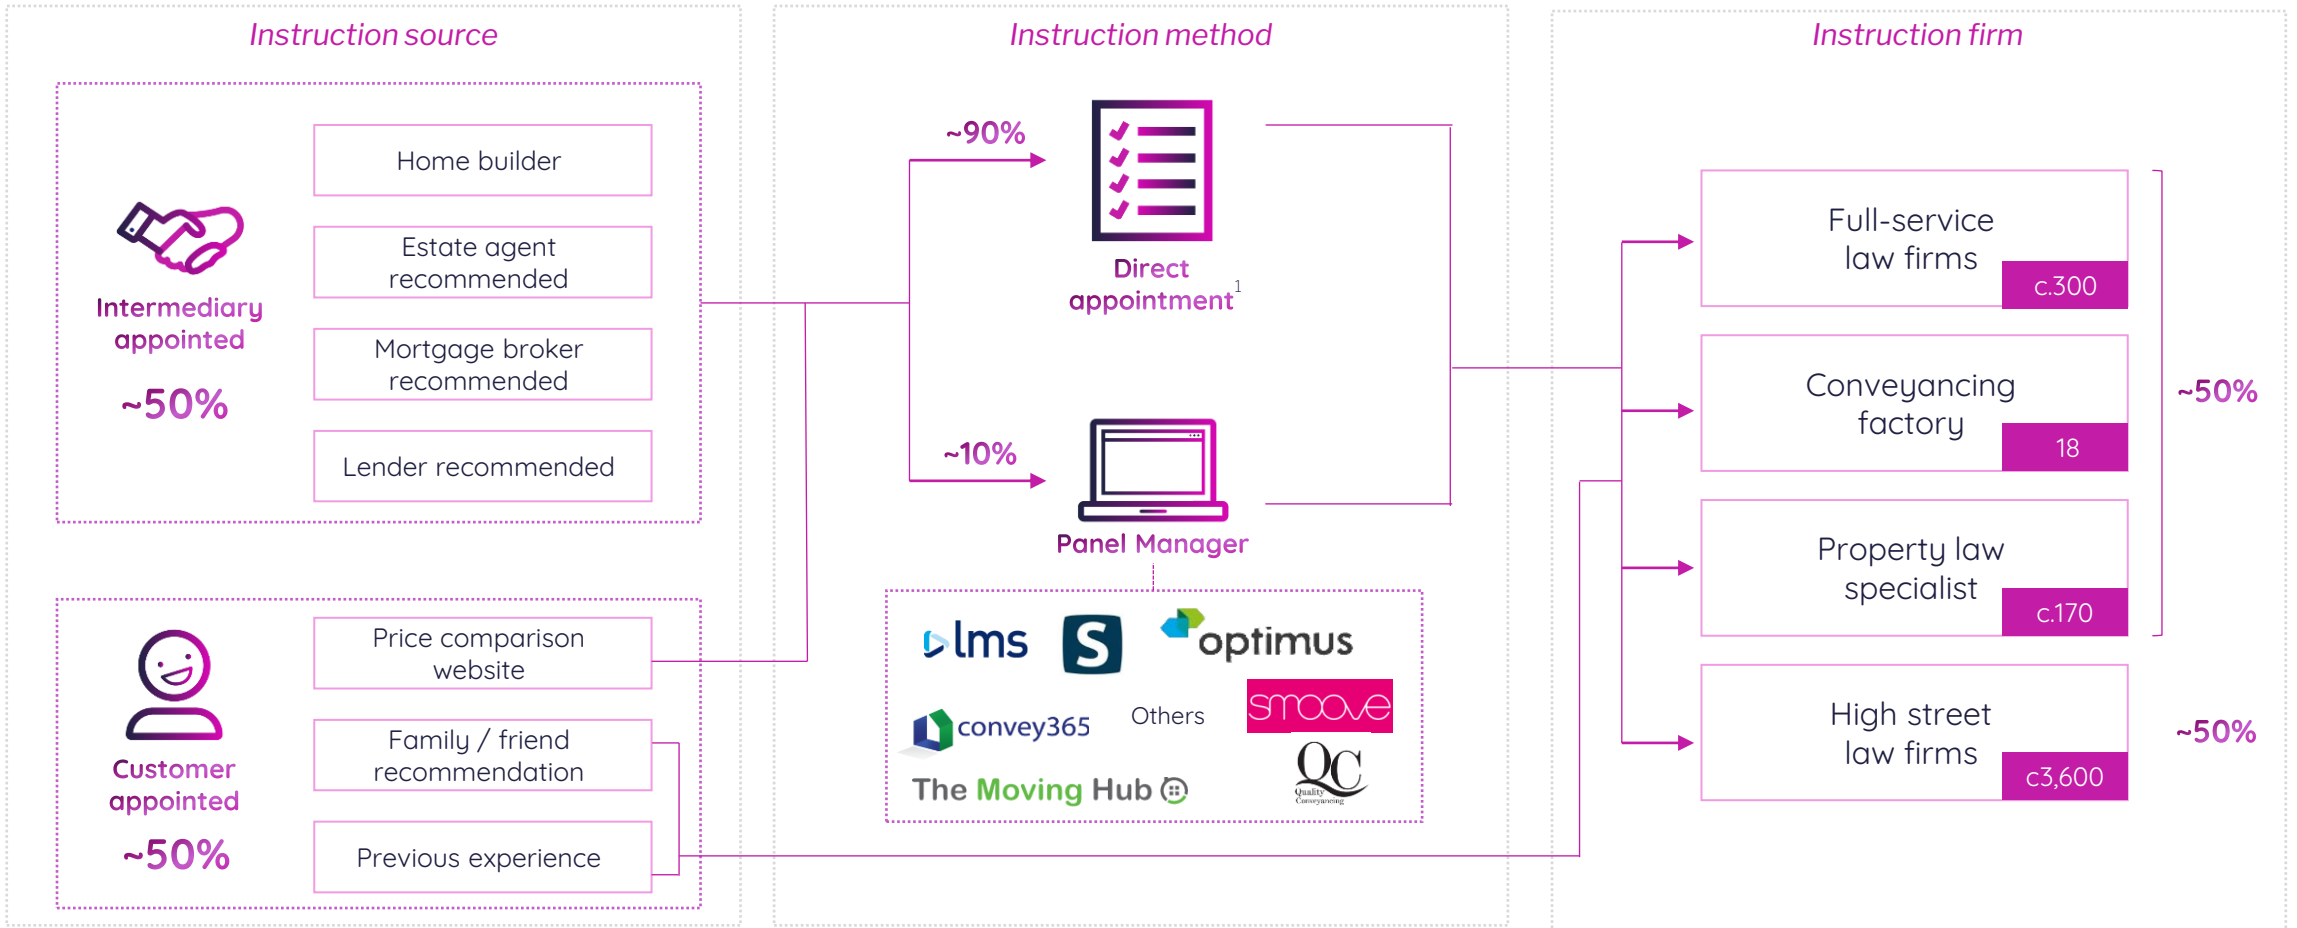 Instruction source
Home builder
Estate agent
recommended
Mortgage broker
recommended
Lender recommended
Intermediary
appointed
~50%
Price comparison
website
Family / friend
recommendation
Previous experience
Customer
appointed
~50%
Instruction method
~90%
Direct
appointment1
~10%
Panel Manager
lms
S
optimus
convey365
Others
smoove
The Moving Hub
QC
Quality
Conveyancing
Instruction firm
Full-service
law firms
c.300
Conveyancing
factory
18
Property law
specialist
c.170
~50%
High street
law firms
c3,600
~50%